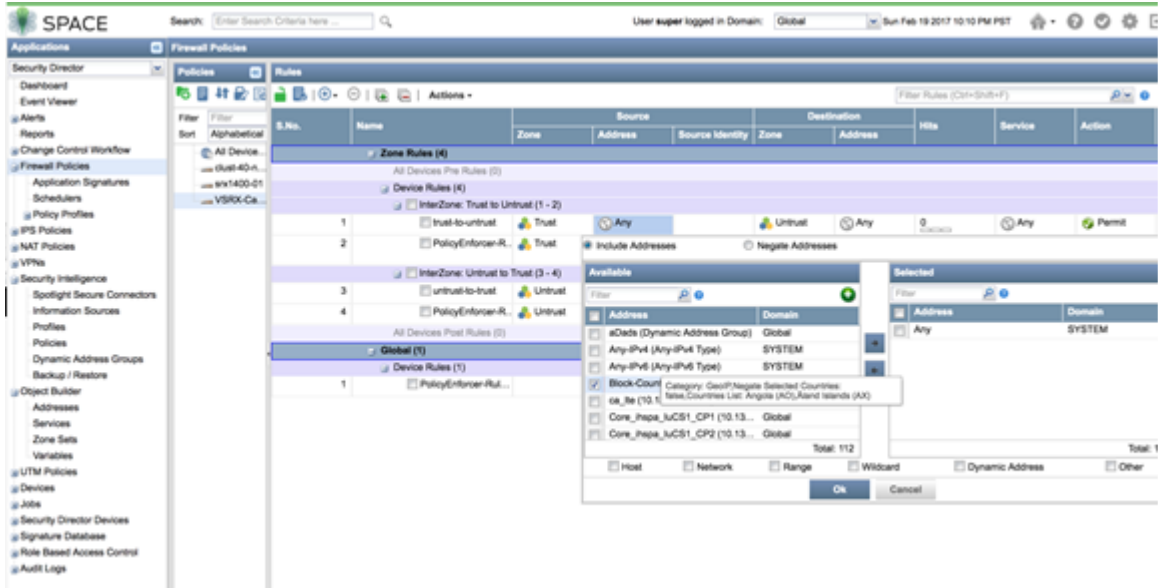 SPACE
Search: Enter Search Criteria here ...
User super logged in Domain: Global
Sun Feb 19 2017 10:10 PM PST
Applications
Firewall Policies
Security Director
Dashboard
Event Viewer
Alerts
Reports
Change Control Workflow
Firewall Policies
Application Signatures
Schedulers
Policy Profiles
IPS Policies
NAT Policies
VPNs
Security Intelligence
Spotlight Secure Connectors
Information Sources
Profiles
Policies
Dynamic Address Groups
Backup / Restore
Object Builder
Addresses
Services
Zone Sets
Variables
UTM Policies
Devices
Jobs
Security Director Devices
Signature Database
Role Based Access Control
Audit Logs
Policies
Filter Filter
Sort Alphabetical
All Device...
clust-40-n...
srx1400-01
VSRX-Ca...
Rules
Actions
Filter Rules (Ctrl+Shift+F)
S.No. Name Source Destination Hits Service Action
Zone Address Source Identity Zone Address
Zone Rules (4)
All Devices Pre Rules (0)
Device Rules (4)
InterZone: Trust to Untrust (1 - 2)
1 trust-to-untrust Trust Any Untrust Any 0 Any Permit
2 PolicyEnforcer-R... Trust
InterZone: Untrust to Trust (3 - 4)
3 untrust-to-trust Untrust
4 PolicyEnforcer-R... Untrust
All Devices Post Rules (0)
Global (1)
Device Rules (1)
1 PolicyEnforcer-Rul...
Include Addresses Negate Addresses
Available
Filter
Address Domain
aDads (Dynamic Address Group) Global
Any-IPv4 (Any-IPv4 Type) SYSTEM
Any-IPv6 (Any-IPv6 Type) SYSTEM
Block-Coun
Category: GeoIP,Negate Selected Countries:
false,Countries List: Angola (AO),Åland Islands (AX)
ca_lte (10.1
Core_ihspa_IuCS1_CP1 (10.13... Global
Core_ihspa_IuCS1_CP2 (10.13... Global
Total: 112
Selected
Filter
Address Domain
Any SYSTEM
Total: 1
Host Network Range Wildcard Dynamic Address Other
Ok Cancel